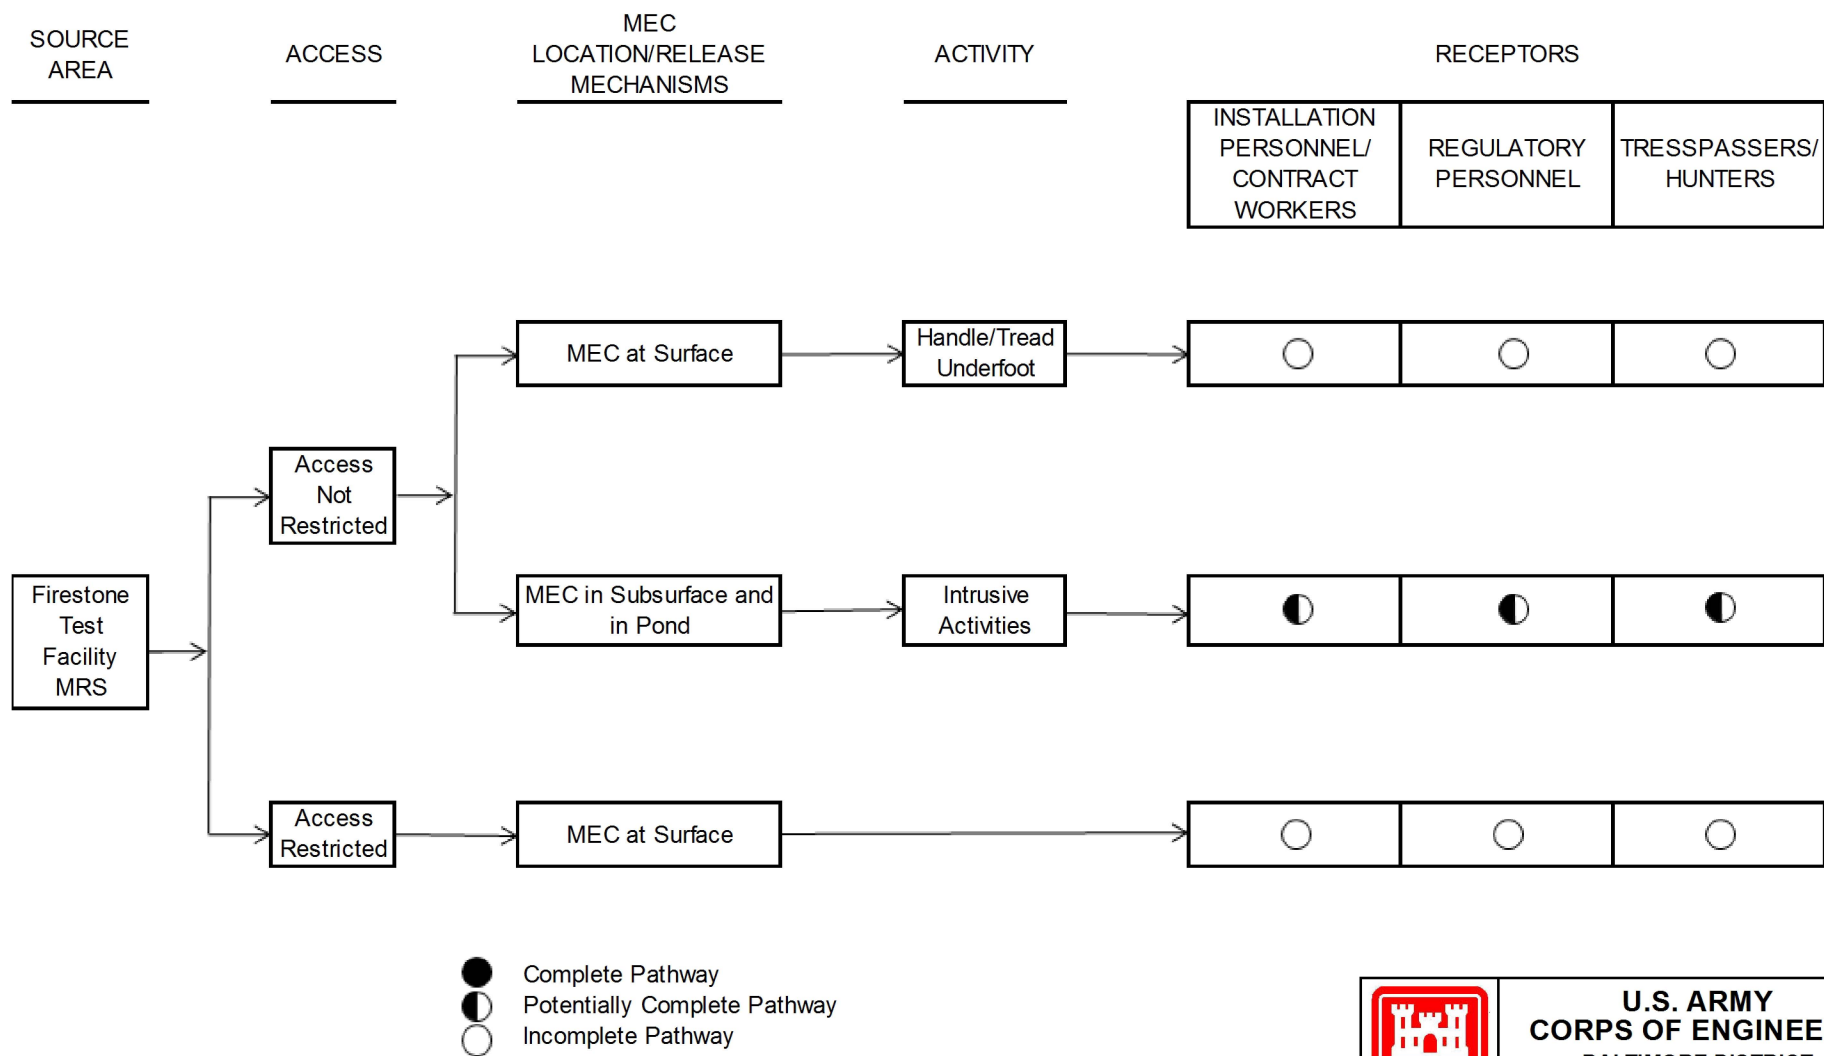 SOURCE
AREA
ACCESS
MEC
LOCATION/RELEASE
MECHANISMS
ACTIVITY
RECEPTORS
INSTALLATION
PERSONNEL/
CONTRACT
WORKERS
REGULATORY
PERSONNEL
TRESSPASSERS/
HUNTERS
MEC at Surface
Handle/Tread
Underfoot
Access
Not
Restricted
Firestone
Test
Facility
MRS
MEC in Subsurface and
in Pond
Intrusive
Activities
Access
Restricted
MEC at Surface
Complete Pathway
Potentially Complete Pathway
Incomplete Pathway
U.S. ARMY
CORPS OF ENGINEE
BALTIMORE DISTRICT